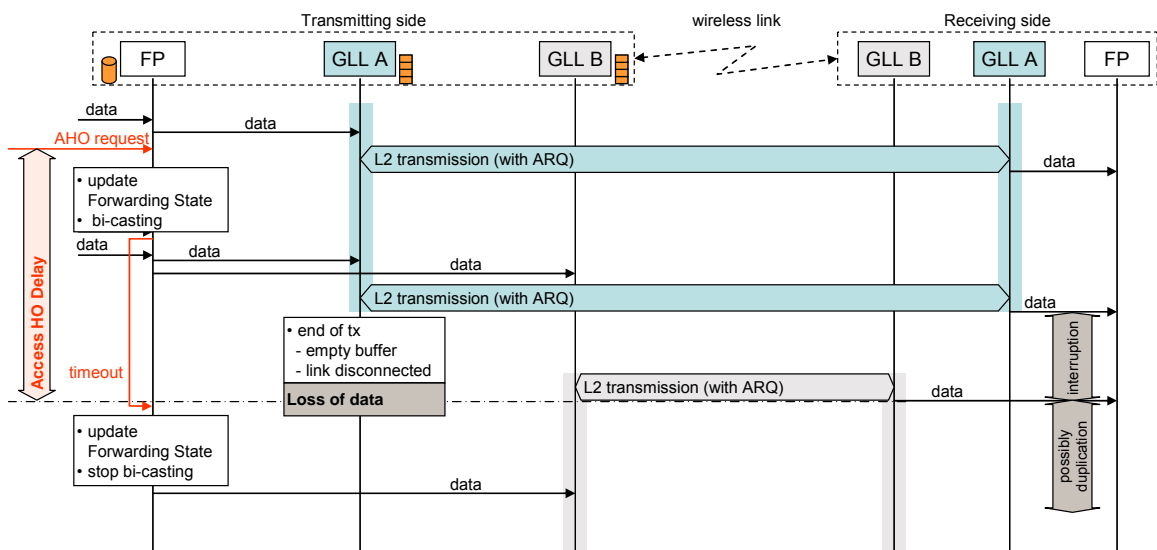 Transmitting side
wireless link
Receiving side
FP
GLL A
GLL B
GLL B
GLL A
FP
data
data
AHO request
L2 transmission (with ARQ)
data
• update
Forwarding State
• bi-casting
data
data
data
Access HO Delay
L2 transmission (with ARQ)
data
• end of tx
- empty buffer
- link disconnected
Loss of data
timeout
interruption
L2 transmission (with ARQ)
data
• update
Forwarding State
• stop bi-casting
possibly
duplication
data